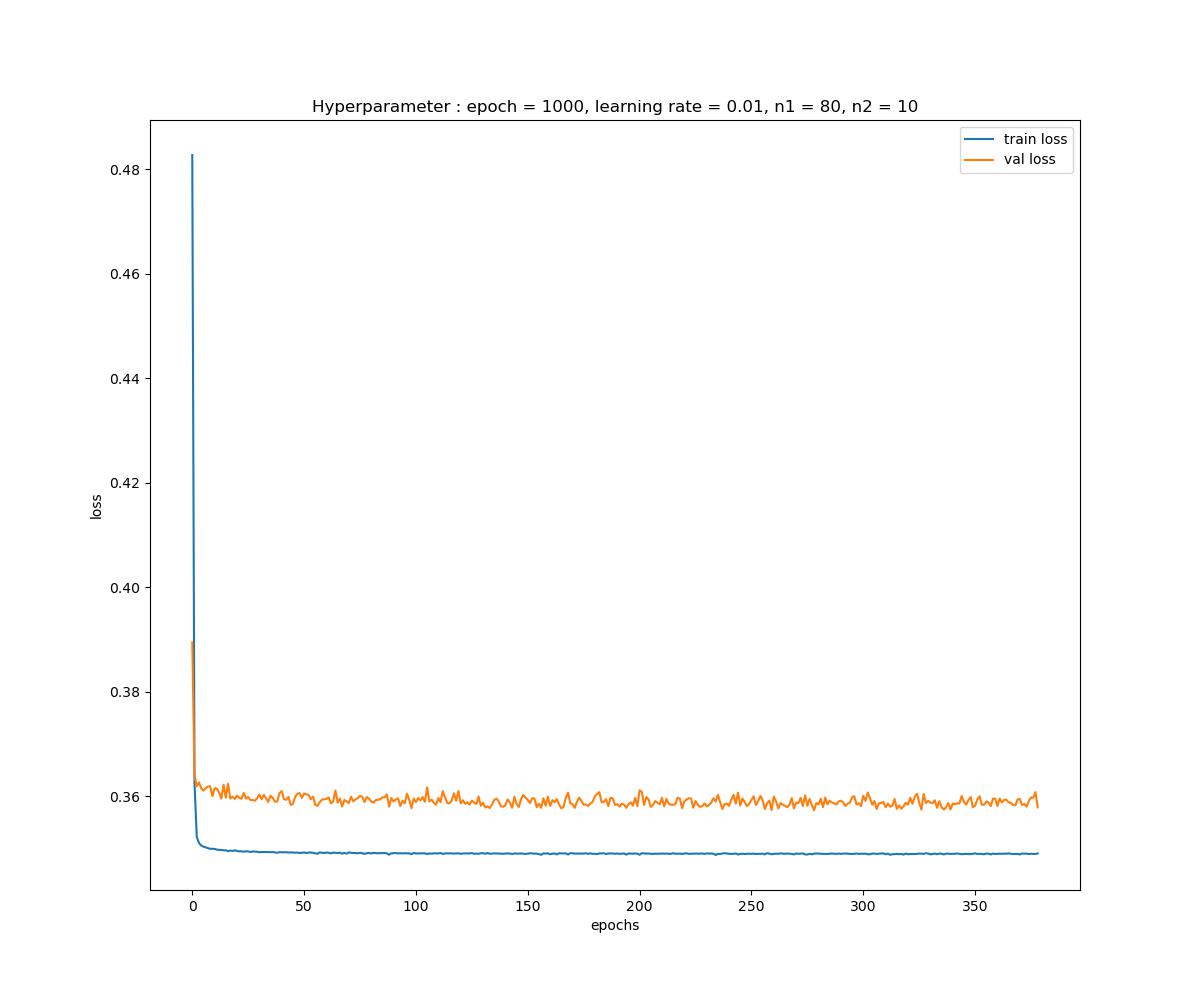 Hyperparameter : epoch = 1000, learning rate = 0.01, n1 = 80, n2 = 10
train loss
val loss
0.48
0.46
0.44
0.42
0.40
0.38
0.36
loss
0 50 100 150 200 250 300 350
epochs